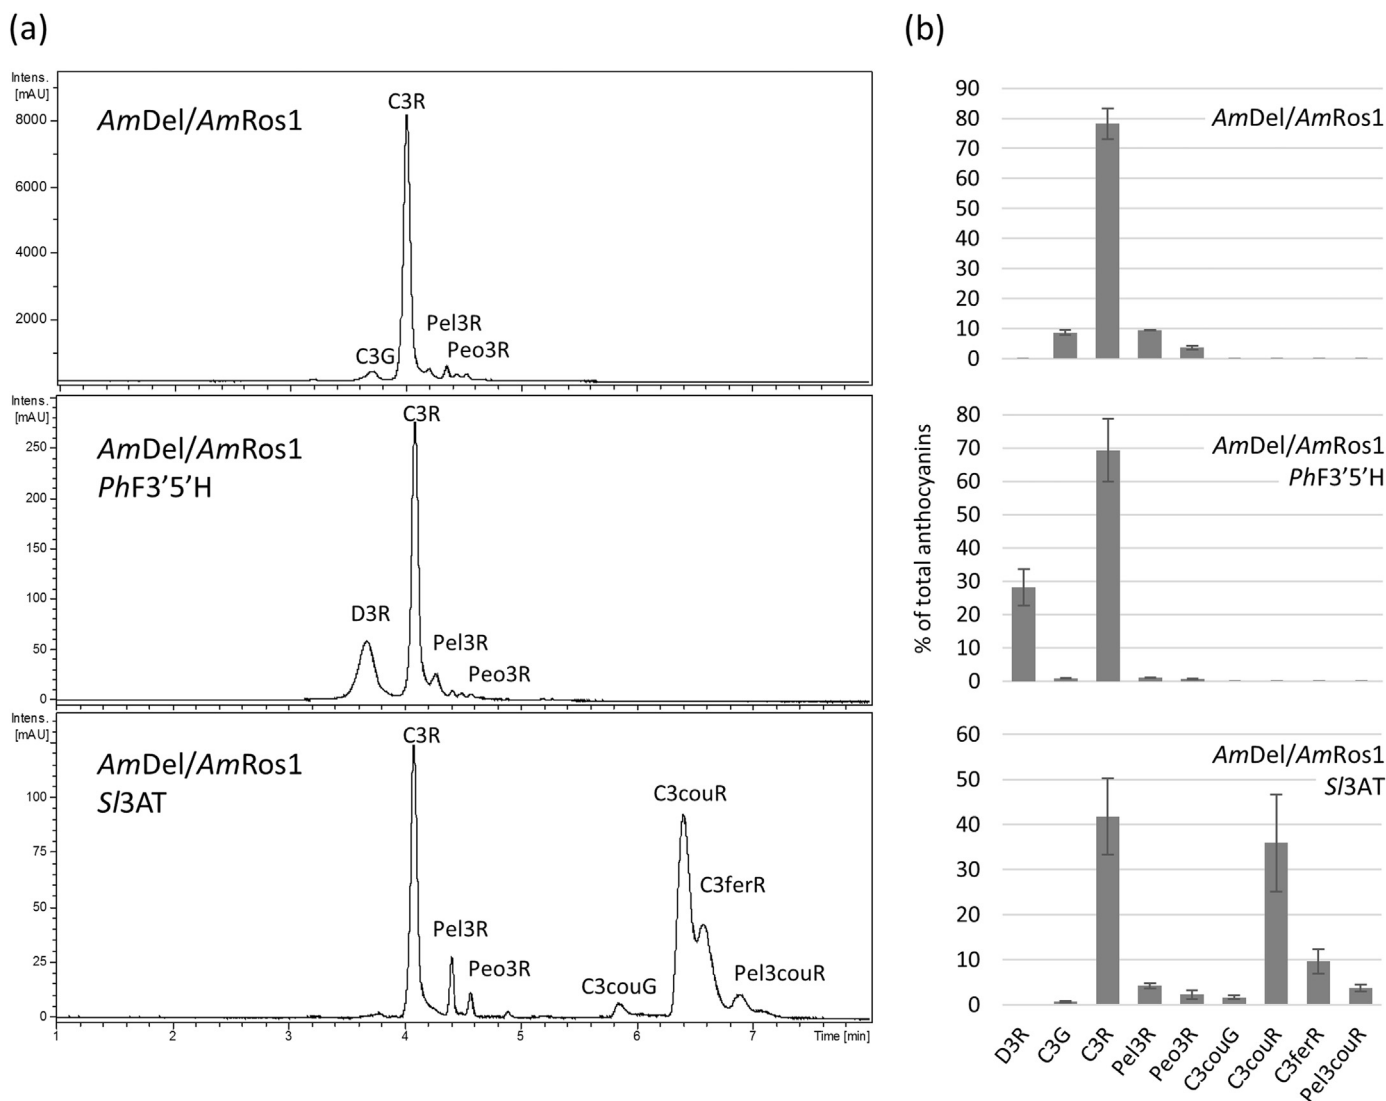 (a)
Intens.
[mAU]
AmDel/AmRos1
C3R
8000
6000
4000
2000
Pel3R
C3G
Peo3R
Intens.
[mAU]
AmDel/AmRos1
PhF3’5’H
C3R
250
200
150
100
50
0
D3R
Pel3R
Peo3R
Intens.
[mAU]
AmDel/AmRos1
Sl3AT
C3R
100
75
50
25
0
Pel3R
Peo3R
C3couG
C3couR
C3ferR
Pel3couR
1 2 3 4 5 6 7 Time [min]
(b)
% of total anthocyanins
AmDel/AmRos1
90
80
70
60
50
40
30
20
10
0
AmDel/AmRos1
PhF3’5’H
80
70
60
50
40
30
20
10
0
AmDel/AmRos1
Sl3AT
60
50
40
30
20
10
0
D3R
C3G
C3R
Pel3R
Peo3R
C3couG
C3couR
C3ferR
Pel3couR